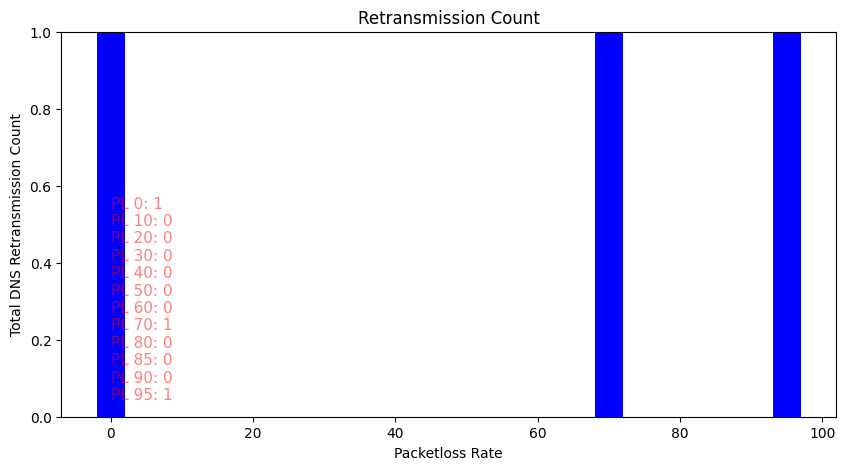 Retransmission Count
1.0
0.8
0.6
0.4
0.2
0.0
Total DNS Retransmission Count
PL 0: 1
PL 10: 0
PL 20: 0
PL 30: 0
PL 40: 0
PL 50: 0
PL 60: 0
PL 70: 1
PL 80: 0
PL 85: 0
PL 90: 0
PL 95: 1
0 20 40 60 80 100
Packetloss Rate